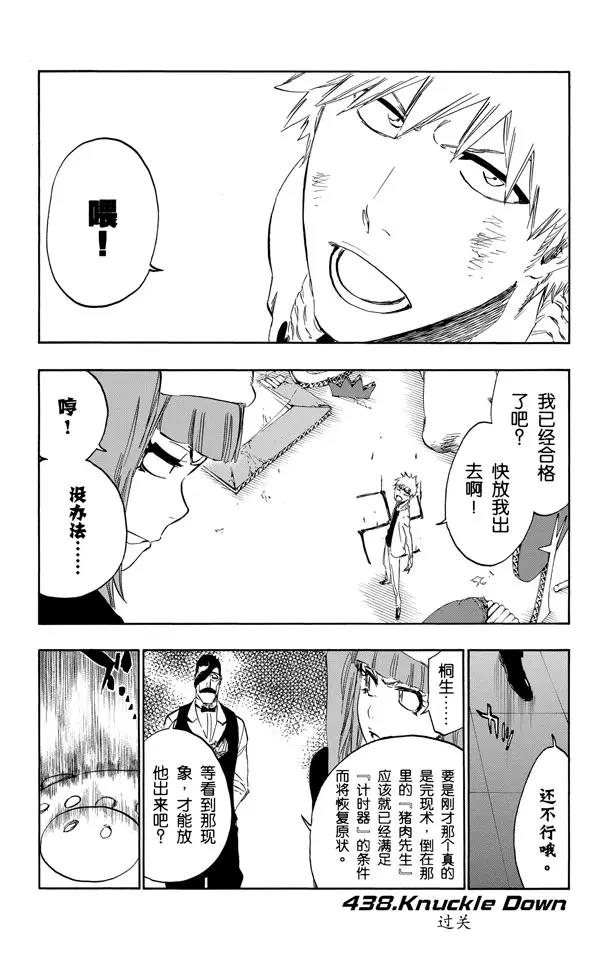 喂！
我已经合格
了吧？
快放我出
去啊！
哼！
没办法……
还不行哦。
桐生……
要是刚才那个真的
是完现术，倒在那
里的『猪肉先生』
应该就已经满足
『计时器』的条件
而将恢复原状。
等看到那现
象，才能放
他出来吧？
438.Knuckle Down
过关